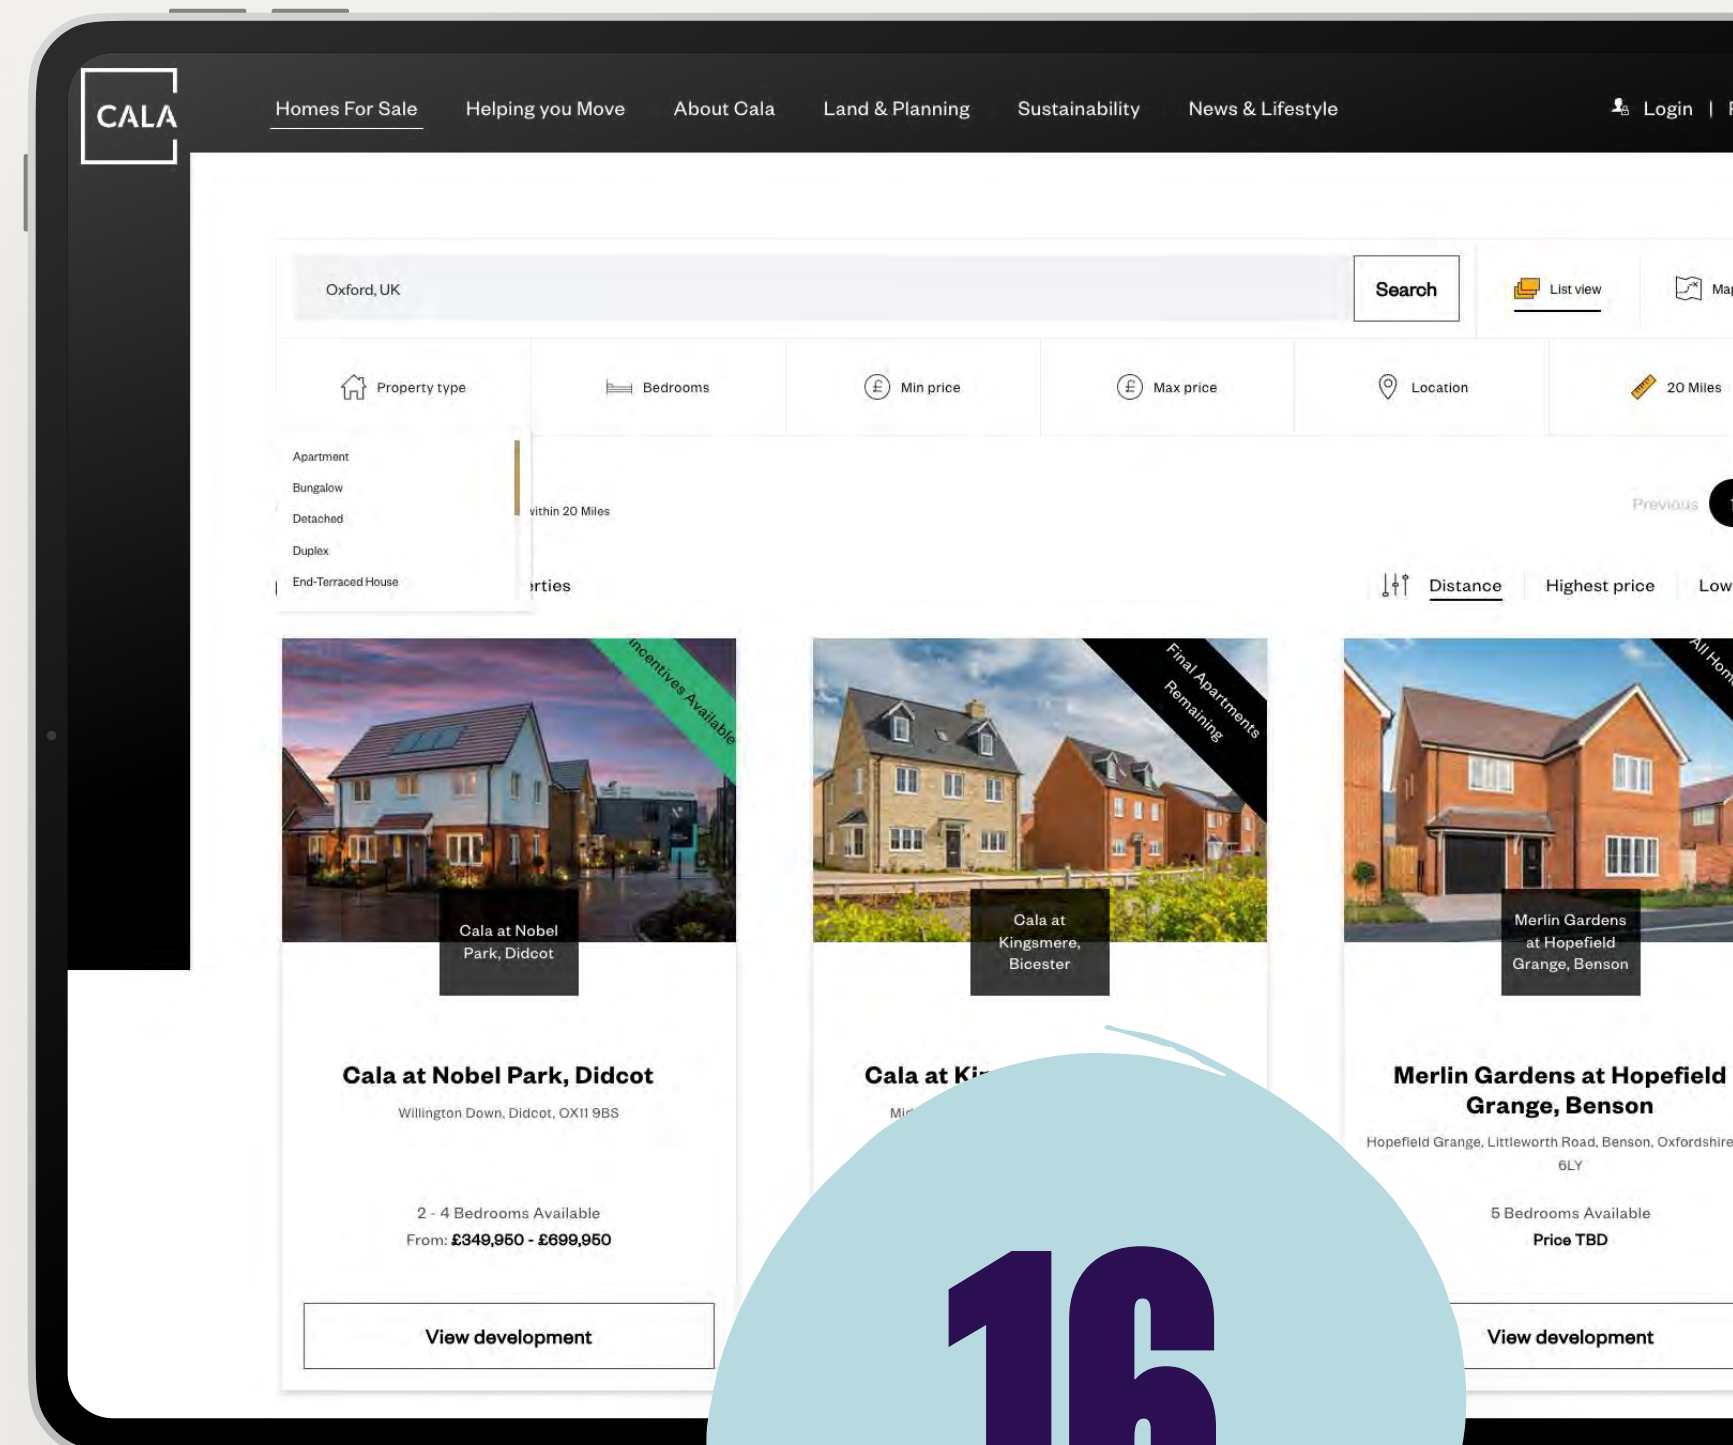 CALA
Homes For Sale
Helping you Move
About Cala
Land & Planning
Sustainability
News & Lifestyle
Login |
Oxford, UK
Search
List view
Property type
Bedrooms
£ Min price
£ Max price
Location
20 Miles
Apartment
Bungalow
Detached
Duplex
End-Terraced House
within 20 Miles
Previous
Distance
Highest price
Incentives Available
Final Apartments
Remaining
Cala at Nobel
Park, Didcot
Cala at
Kingsmere,
Bicester
Merlin Gardens
at Hopefield
Grange, Benson
Cala at Nobel Park, Didcot
Willington Down, Didcot, OX11 9BS
2 - 4 Bedrooms Available
From: £349,950 - £699,950
View development
Cala at
Merlin Gardens at Hopefield
Grange, Benson
Hopefield Grange, Littleworth Road, Benson, Oxfordshire
6LY
5 Bedrooms Available
Price TBD
View development
16